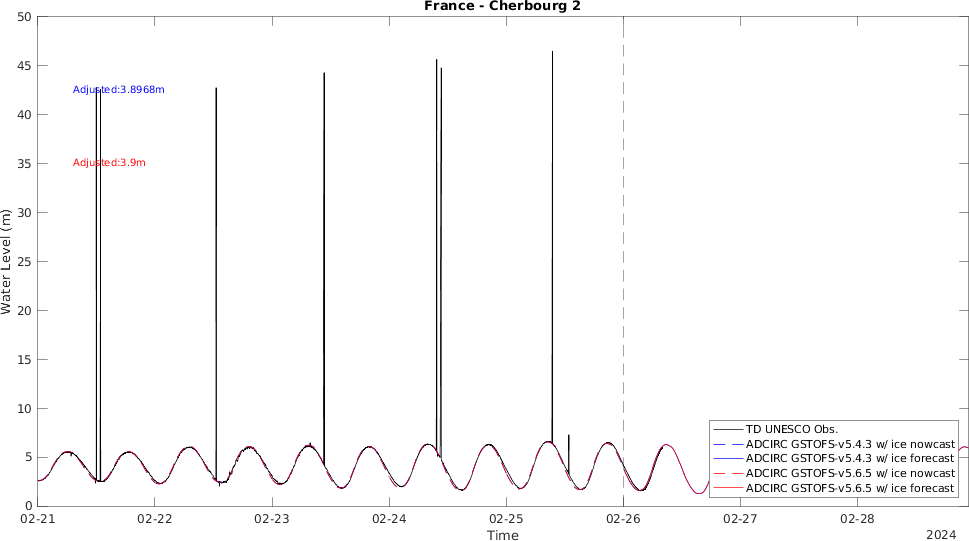 France - Cherbourg 2
50
45
40
35
30
25
20
15
10
5
0
Water Level (m)
Adjusted:3.8968m
Adjusted:3.9m
TD UNESCO Obs.
ADCIRC GSTOFS-v5.4.3 w/ ice nowcast
ADCIRC GSTOFS-v5.4.3 w/ ice forecast
ADCIRC GSTOFS-v5.6.5 w/ ice nowcast
ADCIRC GSTOFS-v5.6.5 w/ ice forecast
02-21 02-22 02-23 02-24 02-25 02-26 02-27 02-28
Time
2024